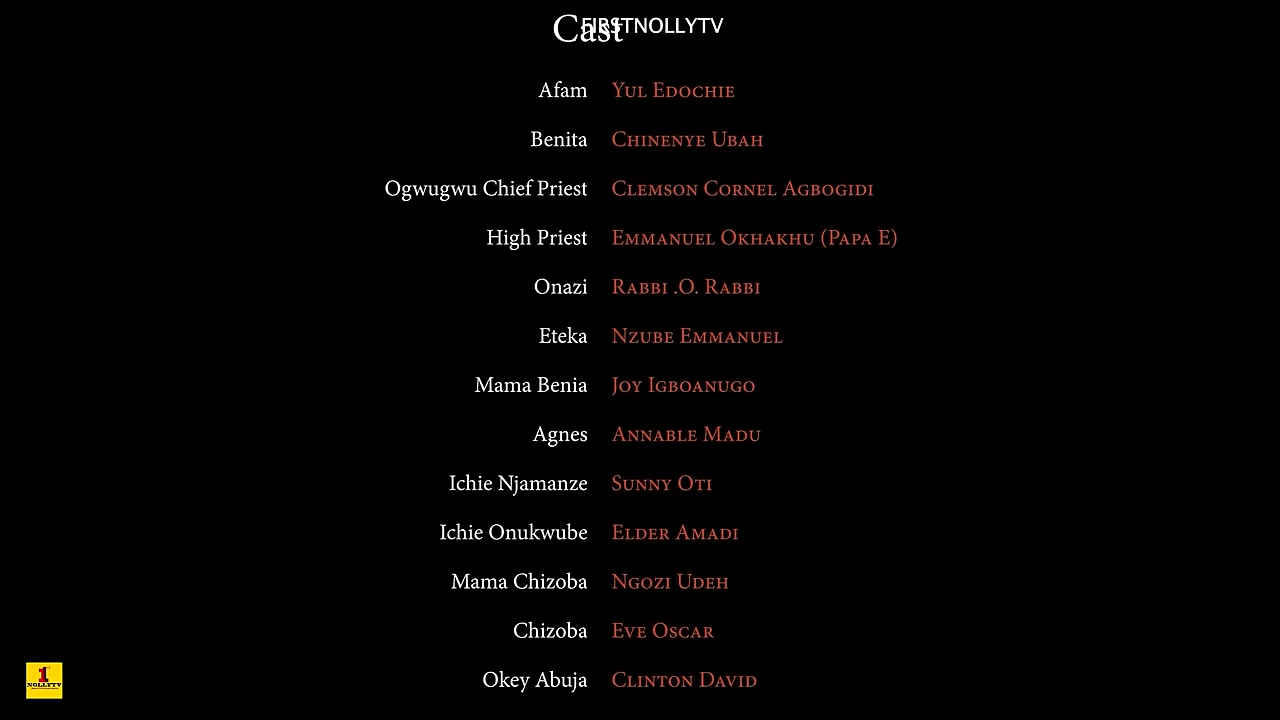 Cast
FIRSTNOLLYTV
Afam Yul Edochie
Benita Chinenye Ubah
Ogwugwu Chief Priest Clemson Cornel Agbogidi
High Priest Emmanuel Okhakhu (Papa E)
Onazi Rabbi .O. Rabbi
Eteka Nzube Emmanuel
Mama Benia Joy Igboanugo
Agnes Annable Madu
Ichie Njamanze Sunny Oti
Ichie Onukwube Elder Amadi
Mama Chizoba Ngozi Udeh
Chizoba Eve Oscar
Okey Abuja Clinton David
1st
NOLLYTV